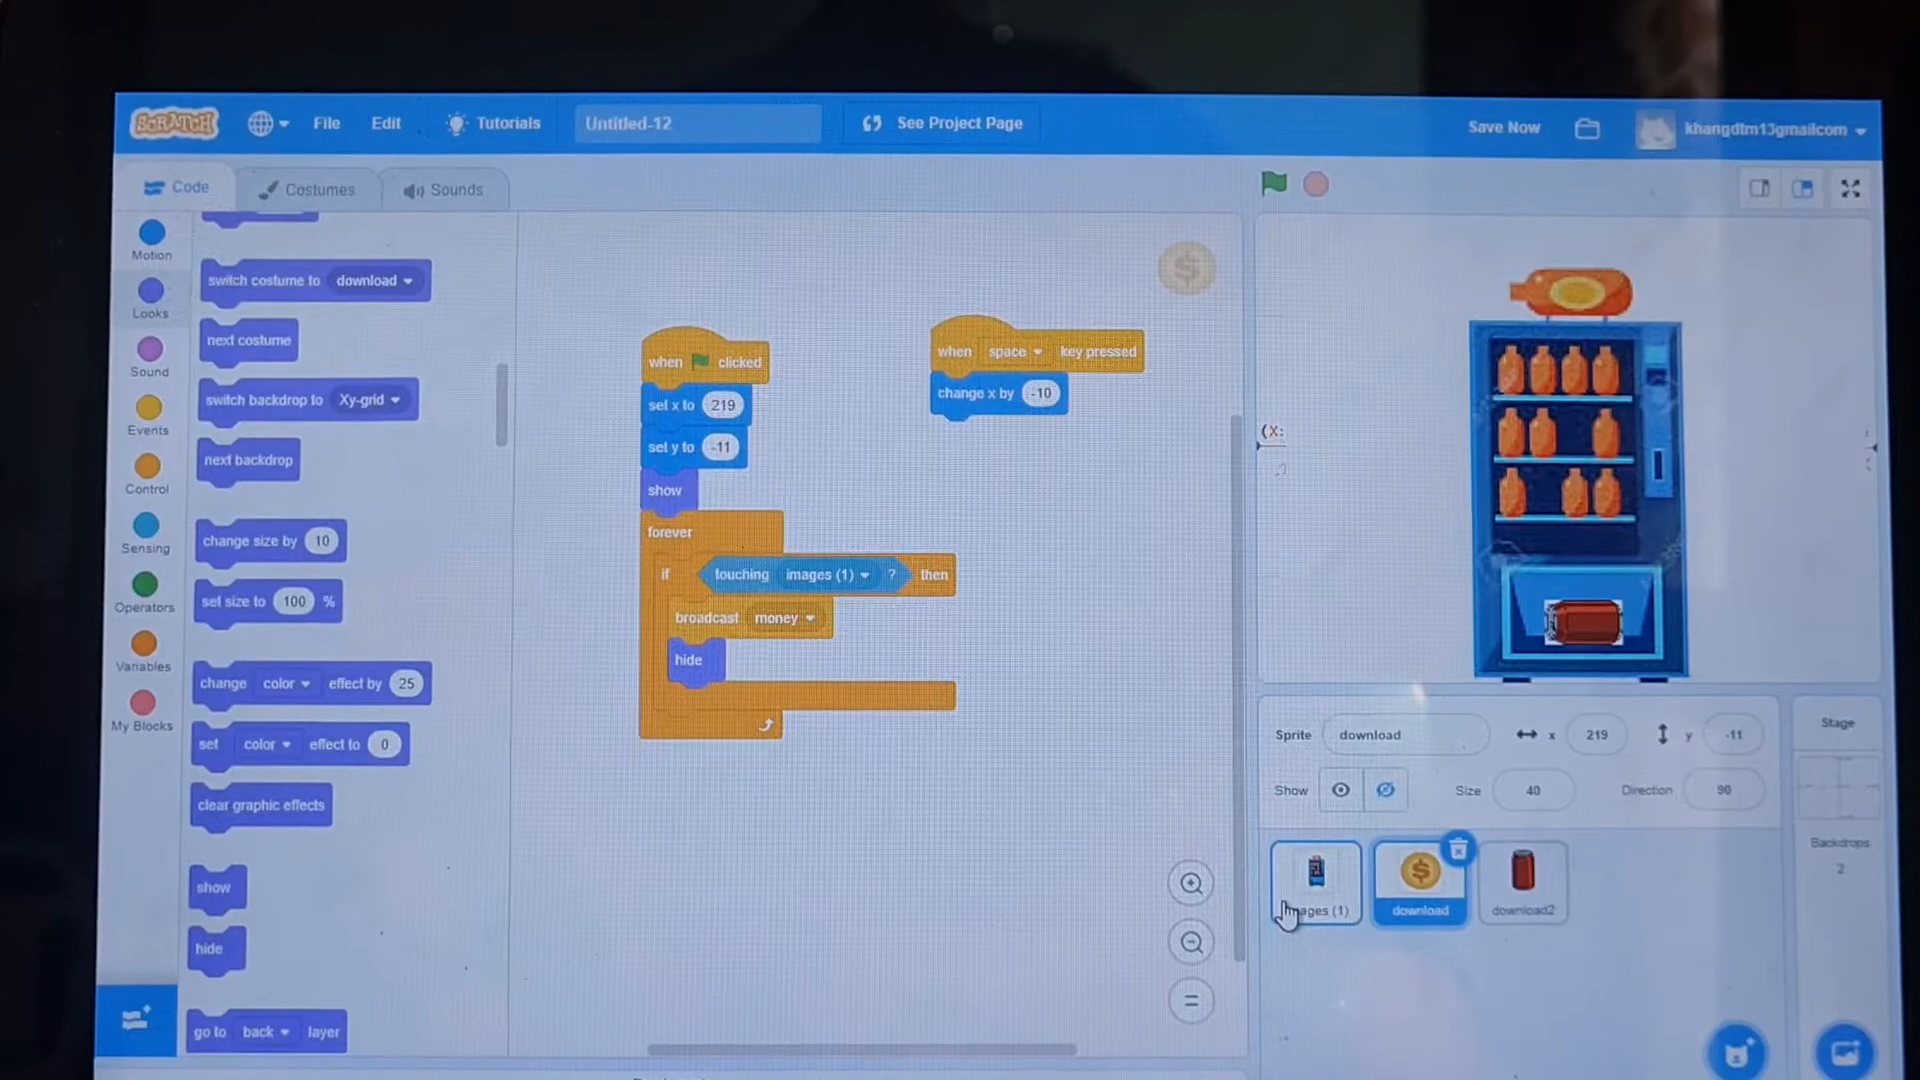 SCRATCH
File
Edit
Tutorials
Untitled-12
See Project Page
Save Now
khangdtm13gmailcom
Code
Costumes
Sounds
Motion
Looks
Sound
Events
Control
Sensing
Operators
Variables
My Blocks
switch costume to download
next costume
switch backdrop to Xy-grid
next backdrop
change size by 10
set size to 100 %
change color effect by 25
set color effect to 0
clear graphic effects
show
hide
go to back layer
when clicked
set x to 219
set y to -11
show
forever
if touching images (1) ? then
broadcast money
hide
when space key pressed
change x by -10
$
(X:
Sprite download x 219 y -11
Show Size 40 Direction 90
Stage
Backdrops
2
images (1)
$
download
download2